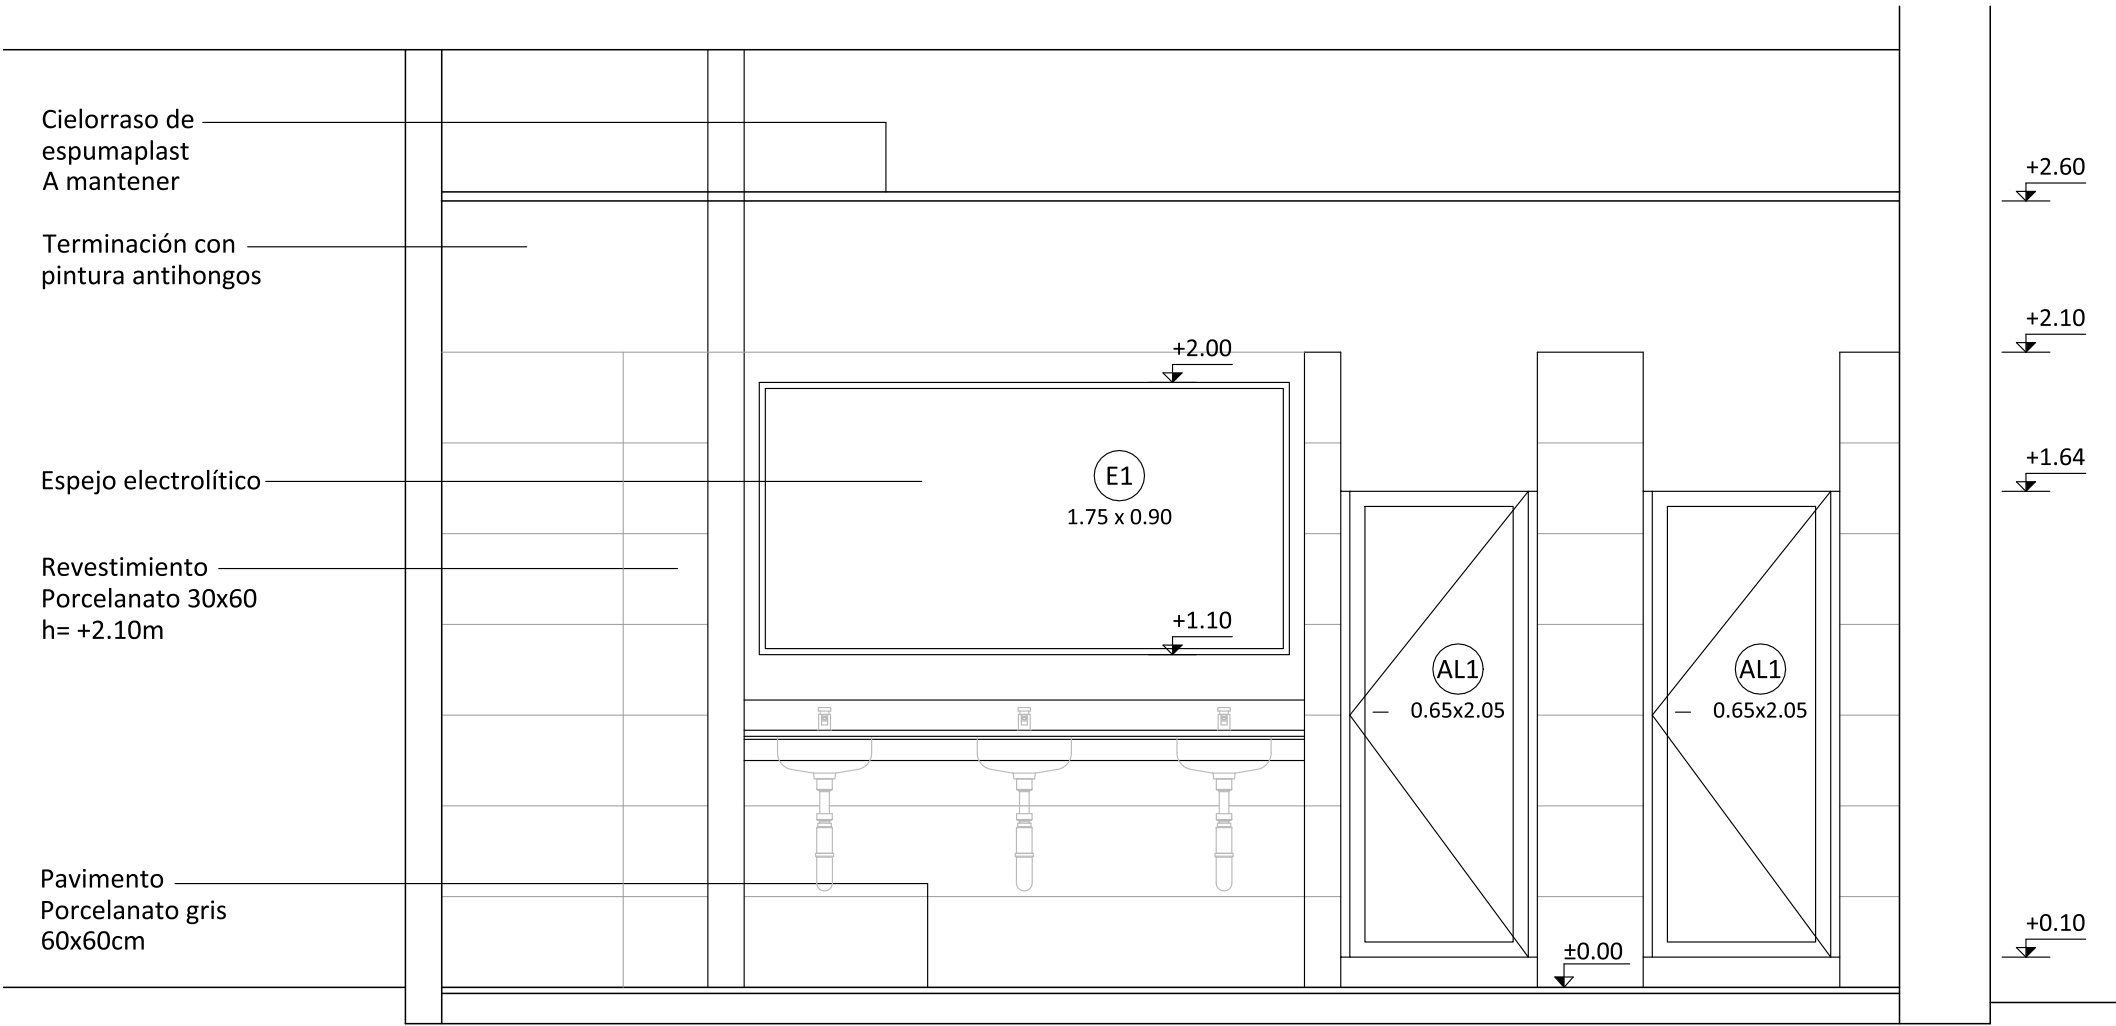 Cielorraso de
espumaplast
A mantener
+2.60
Terminación con
pintura antihongos
+2.10
+2.00
Espejo electrolítico
E1
1.75 x 0.90
+1.64
Revestimiento
Porcelanato 30x60
h= +2.10m
+1.10
AL1
0.65x2.05
AL1
0.65x2.05
Pavimento
Porcelanato gris
60x60cm
±0.00
+0.10